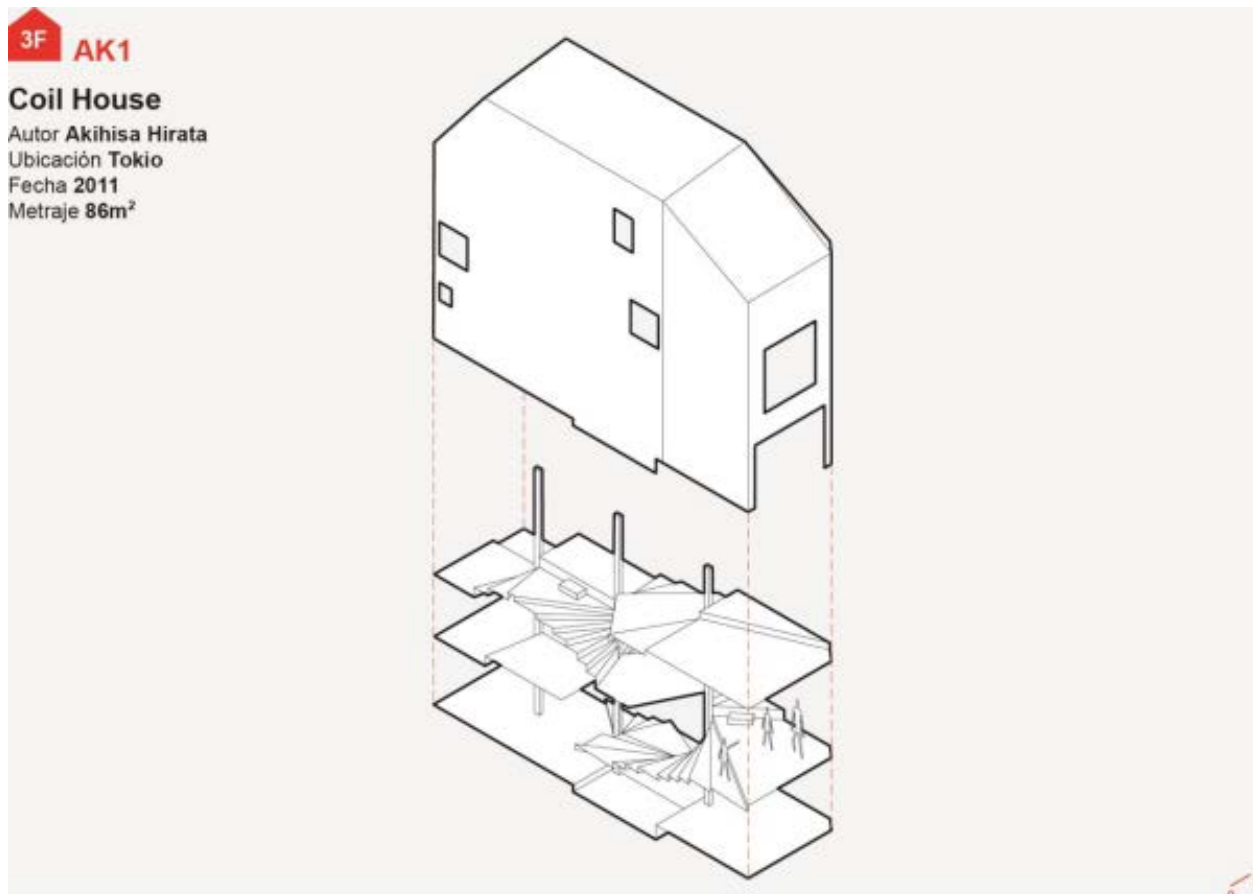 3F AK1
Coil House
Autor Akihisa Hirata
Ubicación Tokio
Fecha 2011
Metraje 86m²